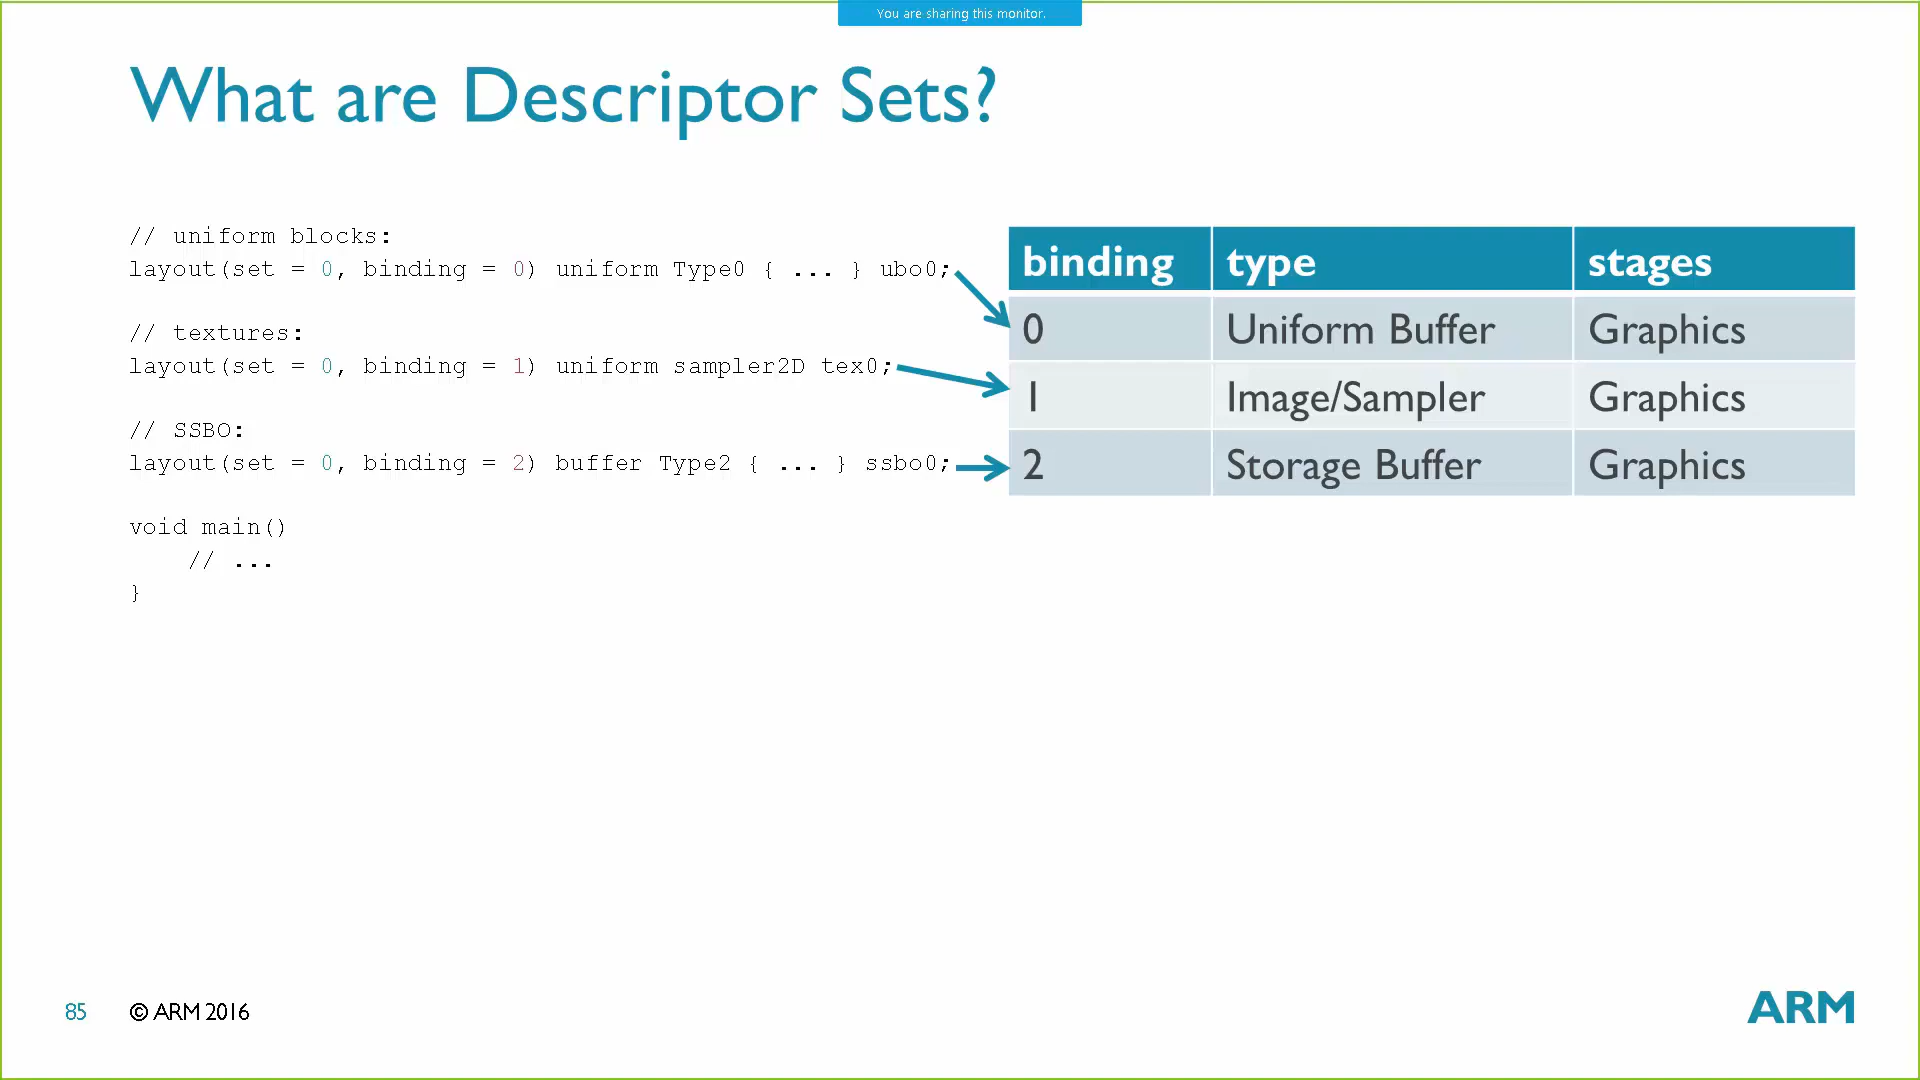 You are sharing this monitor.
What are Descriptor Sets?
// uniform blocks:
layout(set = 0, binding = 0) uniform Type0 { ... } ubo0;
// textures:
layout(set = 0, binding = 1) uniform sampler2D tex0;
// SSBO:
layout(set = 0, binding = 2) buffer Type2 { ... } ssbo0;
void main()
// ...
}
binding type stages
0 Uniform Buffer Graphics
1 Image/Sampler Graphics
2 Storage Buffer Graphics
85 © ARM 2016
ARM